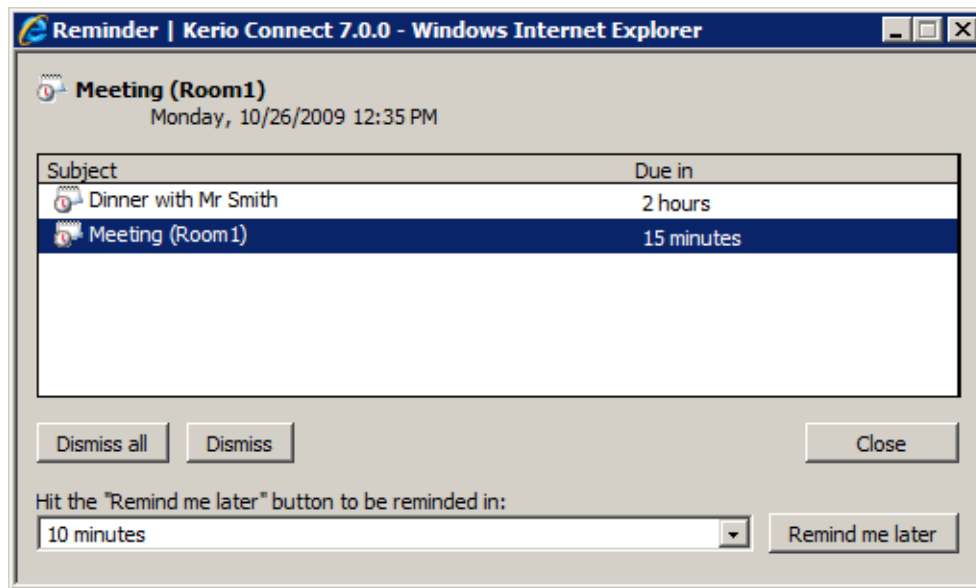 Reminder | Kerio Connect 7.0.0 - Windows Internet Explorer
Meeting (Room1)
Monday, 10/26/2009 12:35 PM
Subject Due in
Dinner with Mr Smith 2 hours
Meeting (Room1) 15 minutes
Dismiss all Dismiss Close
Hit the "Remind me later" button to be reminded in:
10 minutes Remind me later